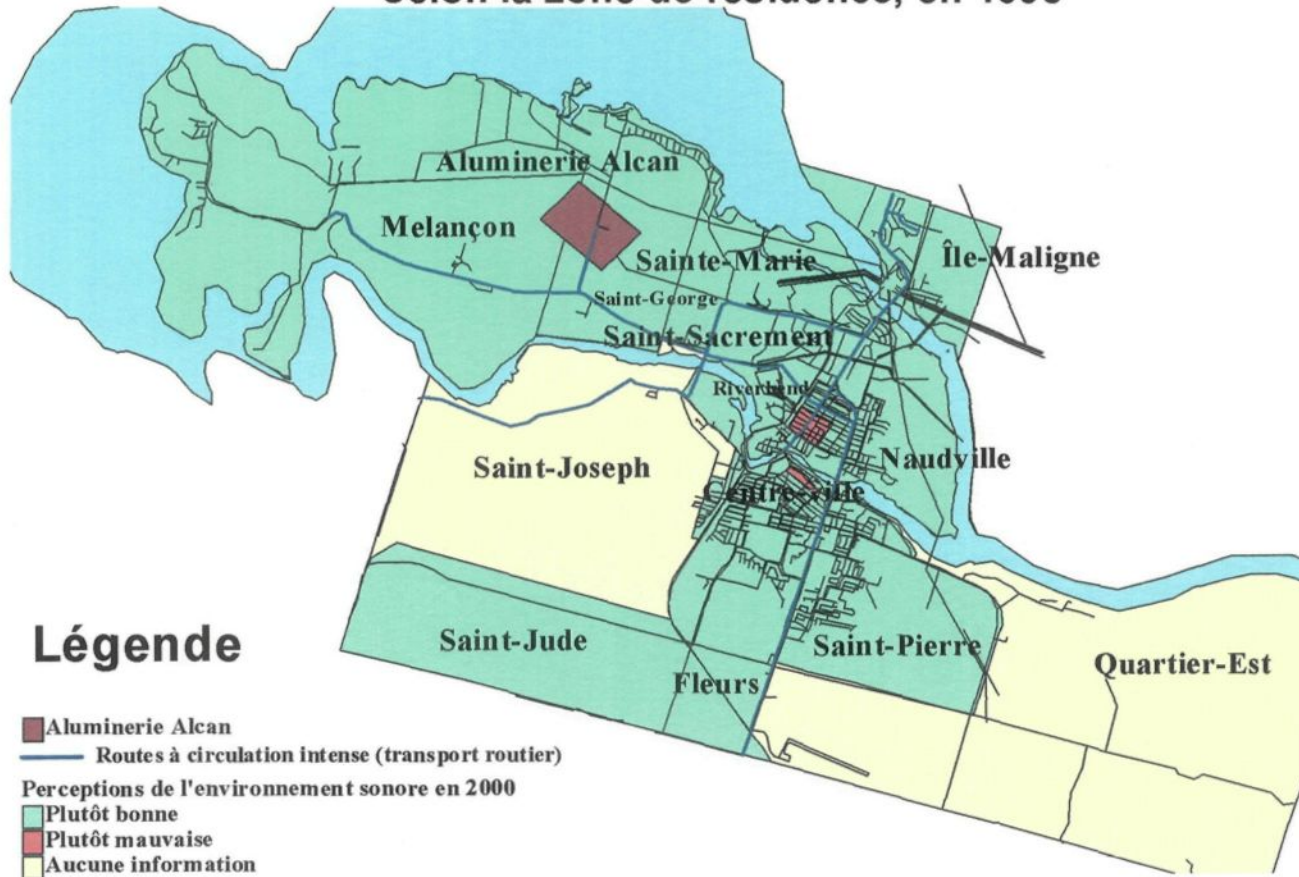 Aluminerie Alcan
Melançon
Sainte-Marie
Île-Maligne
Saint-George
Saint-Sacrement
Riverbend
Saint-Joseph
Naudville
Centre-ville
Saint-Jude
Saint-Pierre
Quartier-Est
Fleurs
Légende
Aluminerie Alcan
Routes à circulation intense (transport routier)
Perceptions de l'environnement sonore en 2000
Plutôt bonne
Plutôt mauvaise
Aucune information